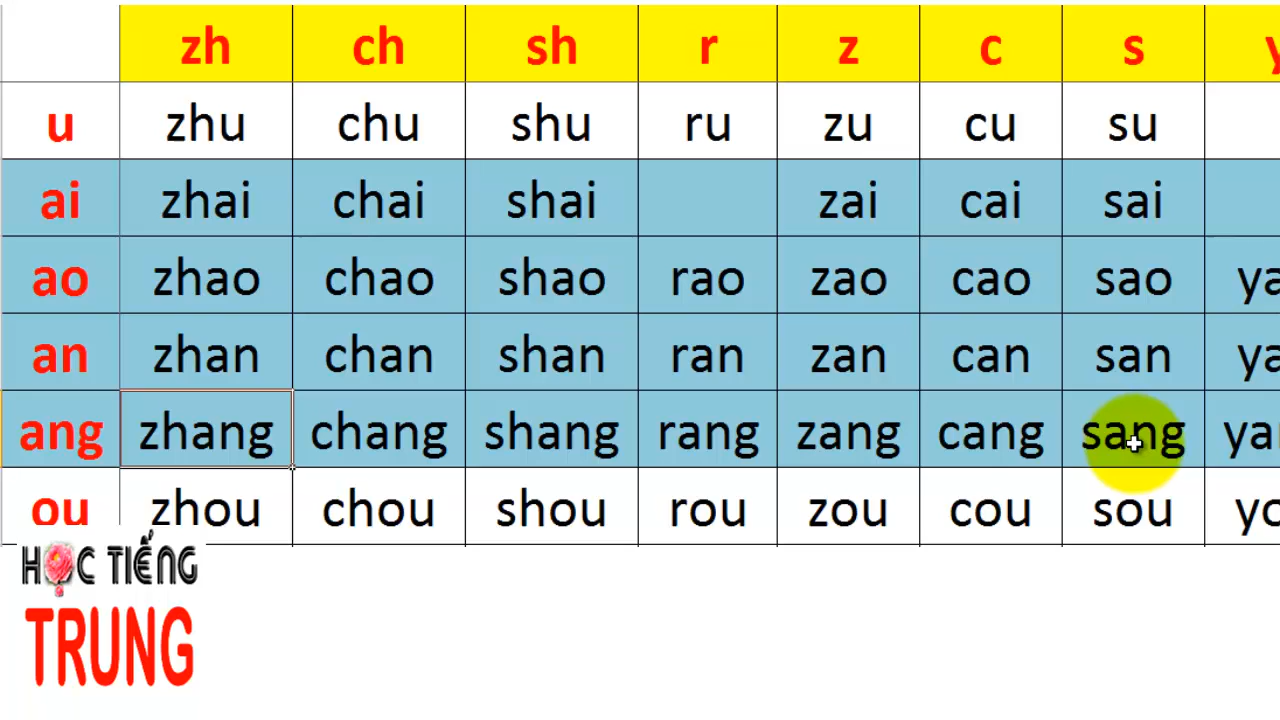 zh ch sh r z c s
u zhu chu shu ru zu cu su
ai zhai chai shai zai cai sai
ao zhao chao shao rao zao cao sao
an zhan chan shan ran zan can san
ang zhang chang shang rang zang cang sang
ou zhou chou shou rou zou cou sou
HỌC TIẾNG
TRUNG